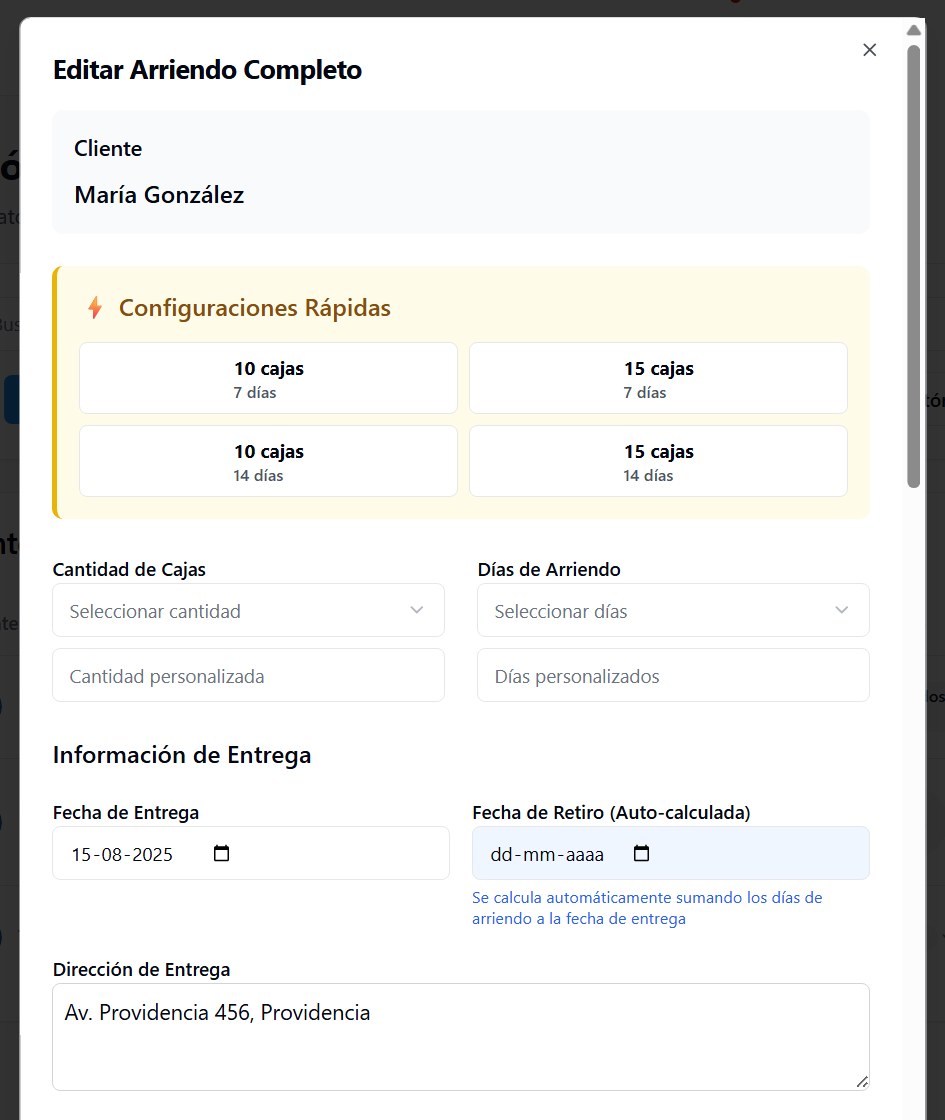 Editar Arriendo Completo
Cliente
María González
Configuraciones Rápidas
10 cajas
7 días
15 cajas
7 días
10 cajas
14 días
15 cajas
14 días
Cantidad de Cajas
Días de Arriendo
Seleccionar cantidad
Seleccionar días
Cantidad personalizada
Días personalizados
Información de Entrega
Fecha de Entrega
Fecha de Retiro (Auto-calculada)
15-08-2025
dd-mm-aaaa
Se calcula automáticamente sumando los días de
arriendo a la fecha de entrega
Dirección de Entrega
Av. Providencia 456, Providencia